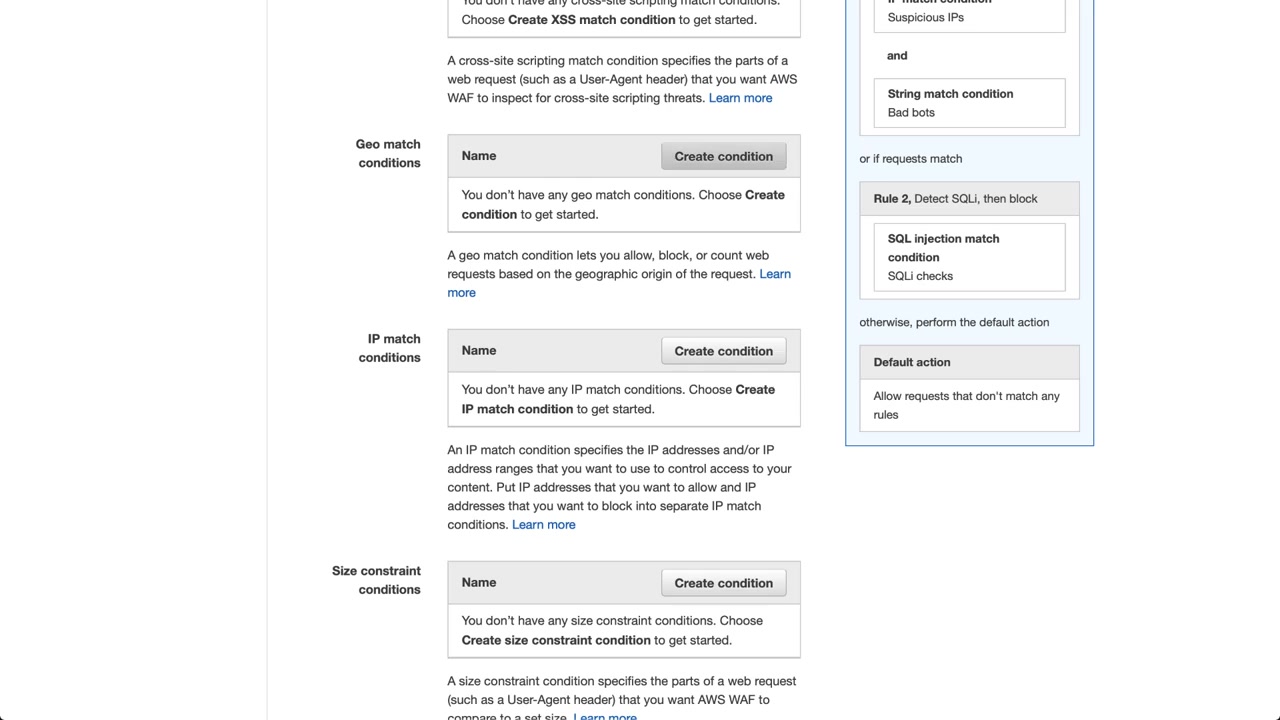 You don't have any cross-site scripting match conditions.
Choose Create XSS match condition to get started.
A cross-site scripting match condition specifies the parts of a
web request (such as a User-Agent header) that you want AWS
WAF to inspect for cross-site scripting threats. Learn more
Geo match
conditions
Name
Create condition
You don’t have any geo match conditions. Choose Create
condition to get started.
A geo match condition lets you allow, block, or count web
requests based on the geographic origin of the request. Learn
more
IP match
conditions
Name
Create condition
You don’t have any IP match conditions. Choose Create
IP match condition to get started.
An IP match condition specifies the IP addresses and/or IP
address ranges that you want to use to control access to your
content. Put IP addresses that you want to allow and IP
addresses that you want to block into separate IP match
conditions. Learn more
Size constraint
conditions
Name
Create condition
You don’t have any size constraint conditions. Choose
Create size constraint condition to get started.
A size constraint condition specifies the parts of a web request
(such as a User-Agent header) that you want AWS WAF to
compare to a set size. Learn more
IP match condition
Suspicious IPs
and
String match condition
Bad bots
or if requests match
Rule 2, Detect SQLi, then block
SQL injection match
condition
SQLi checks
otherwise, perform the default action
Default action
Allow requests that don't match any
rules